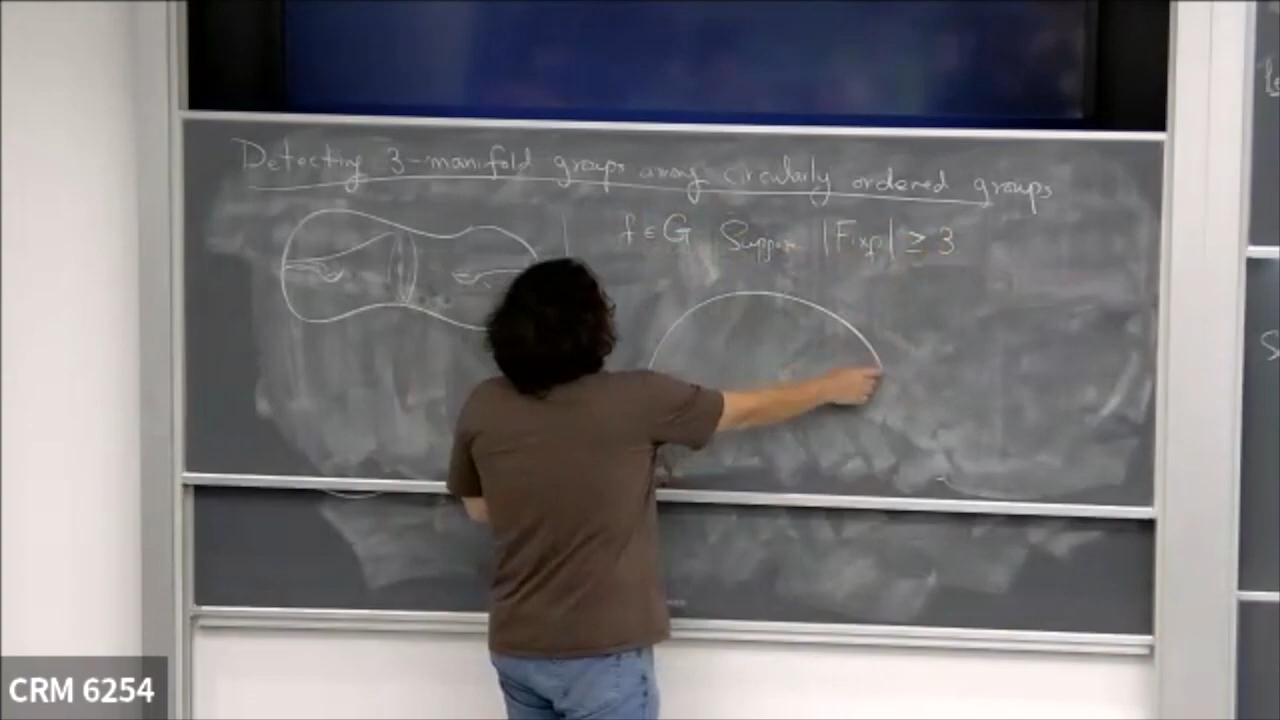 Detecting 3-manifold groups among circularly ordered groups
f ∈ G Suppose |Fix f| ≥ 3
CRM 6254